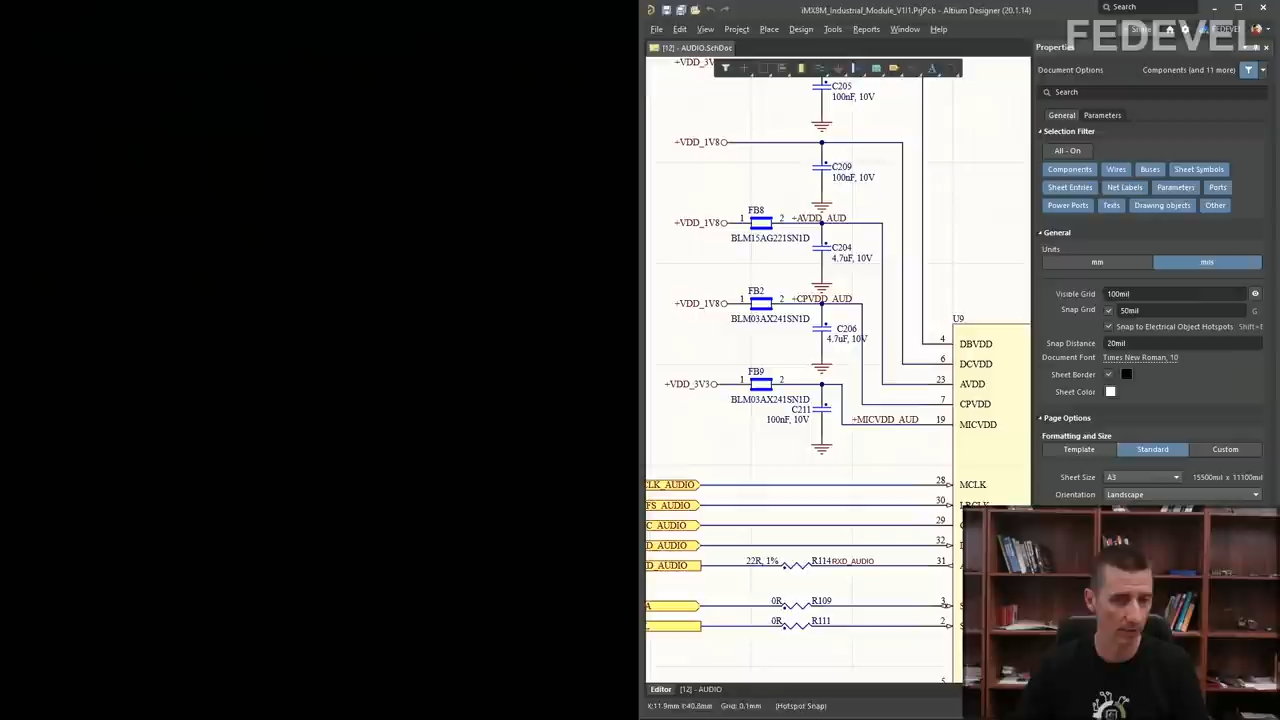 iMX8M_Industrial_Module_V1I1.PrjPcb - Altium Designer (20.1.14)
Search
File Edit View Project Place Design Tools Reports Window Help
FEDEVEL
[12] - AUDIO.SchDoc
Properties
Document Options
Components (and 11 more)
Search
General Parameters
Selection Filter
All - On
Components Wires Buses Sheet Symbols
Sheet Entries Net Labels Parameters Ports
Power Ports Texts Drawing objects Other
General
Units
mm mils
Visible Grid 100mil
Snap Grid 50mil G
Snap to Electrical Object Hotspots Shift+E
Snap Distance 20mil
Document Font Times New Roman, 10
Sheet Border
Sheet Color
Page Options
Formatting and Size
Template Standard Custom
Sheet Size A3 15500mil x 11100mil
Orientation Landscape
C205
100nF, 10V
+VDD_1V8
C209
100nF, 10V
FB8
+VDD_1V8 1 2 +AVDD_AUD
BLM15AG221SN1D
C204
4.7uF, 10V
FB2
+VDD_1V8 1 2 +CPVDD_AUD
BLM03AX241SN1D
C206
4.7uF, 10V
FB9
+VDD_3V3 1 2
BLM03AX241SN1D
C211
100nF, 10V
+MICVDD_AUD
U9
4 DBVDD
6 DCVDD
23 AVDD
7 CPVDD
19 MICVDD
CLK_AUDIO 28 MCLK
FS_AUDIO 30 LRCLK
C_AUDIO 29
D_AUDIO 32
D_AUDIO 22R, 1% R114 RXD_AUDIO 31
A 0R R109 3
0R R111 2
5
Editor [12] - AUDIO
X:11.9mm Y:40.8mm Grid: 0.1mm (Hotspot Snap)